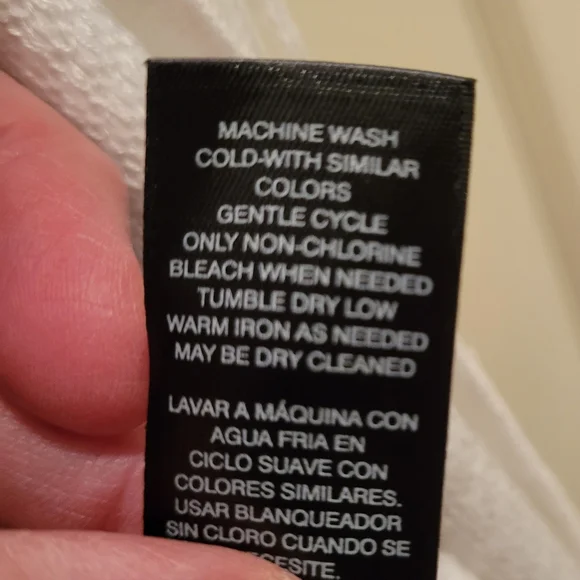 MACHINE WASH
COLD-WITH SIMILAR
COLORS
GENTLE CYCLE
ONLY NON-CHLORINE
BLEACH WHEN NEEDED
TUMBLE DRY LOW
WARM IRON AS NEEDED
MAY BE DRY CLEANED
LAVAR A MÁQUINA CON
AGUA FRIA EN
CICLO SUAVE CON
COLORES SIMILARES.
USAR BLANQUEADOR
SIN CLORO CUANDO SE